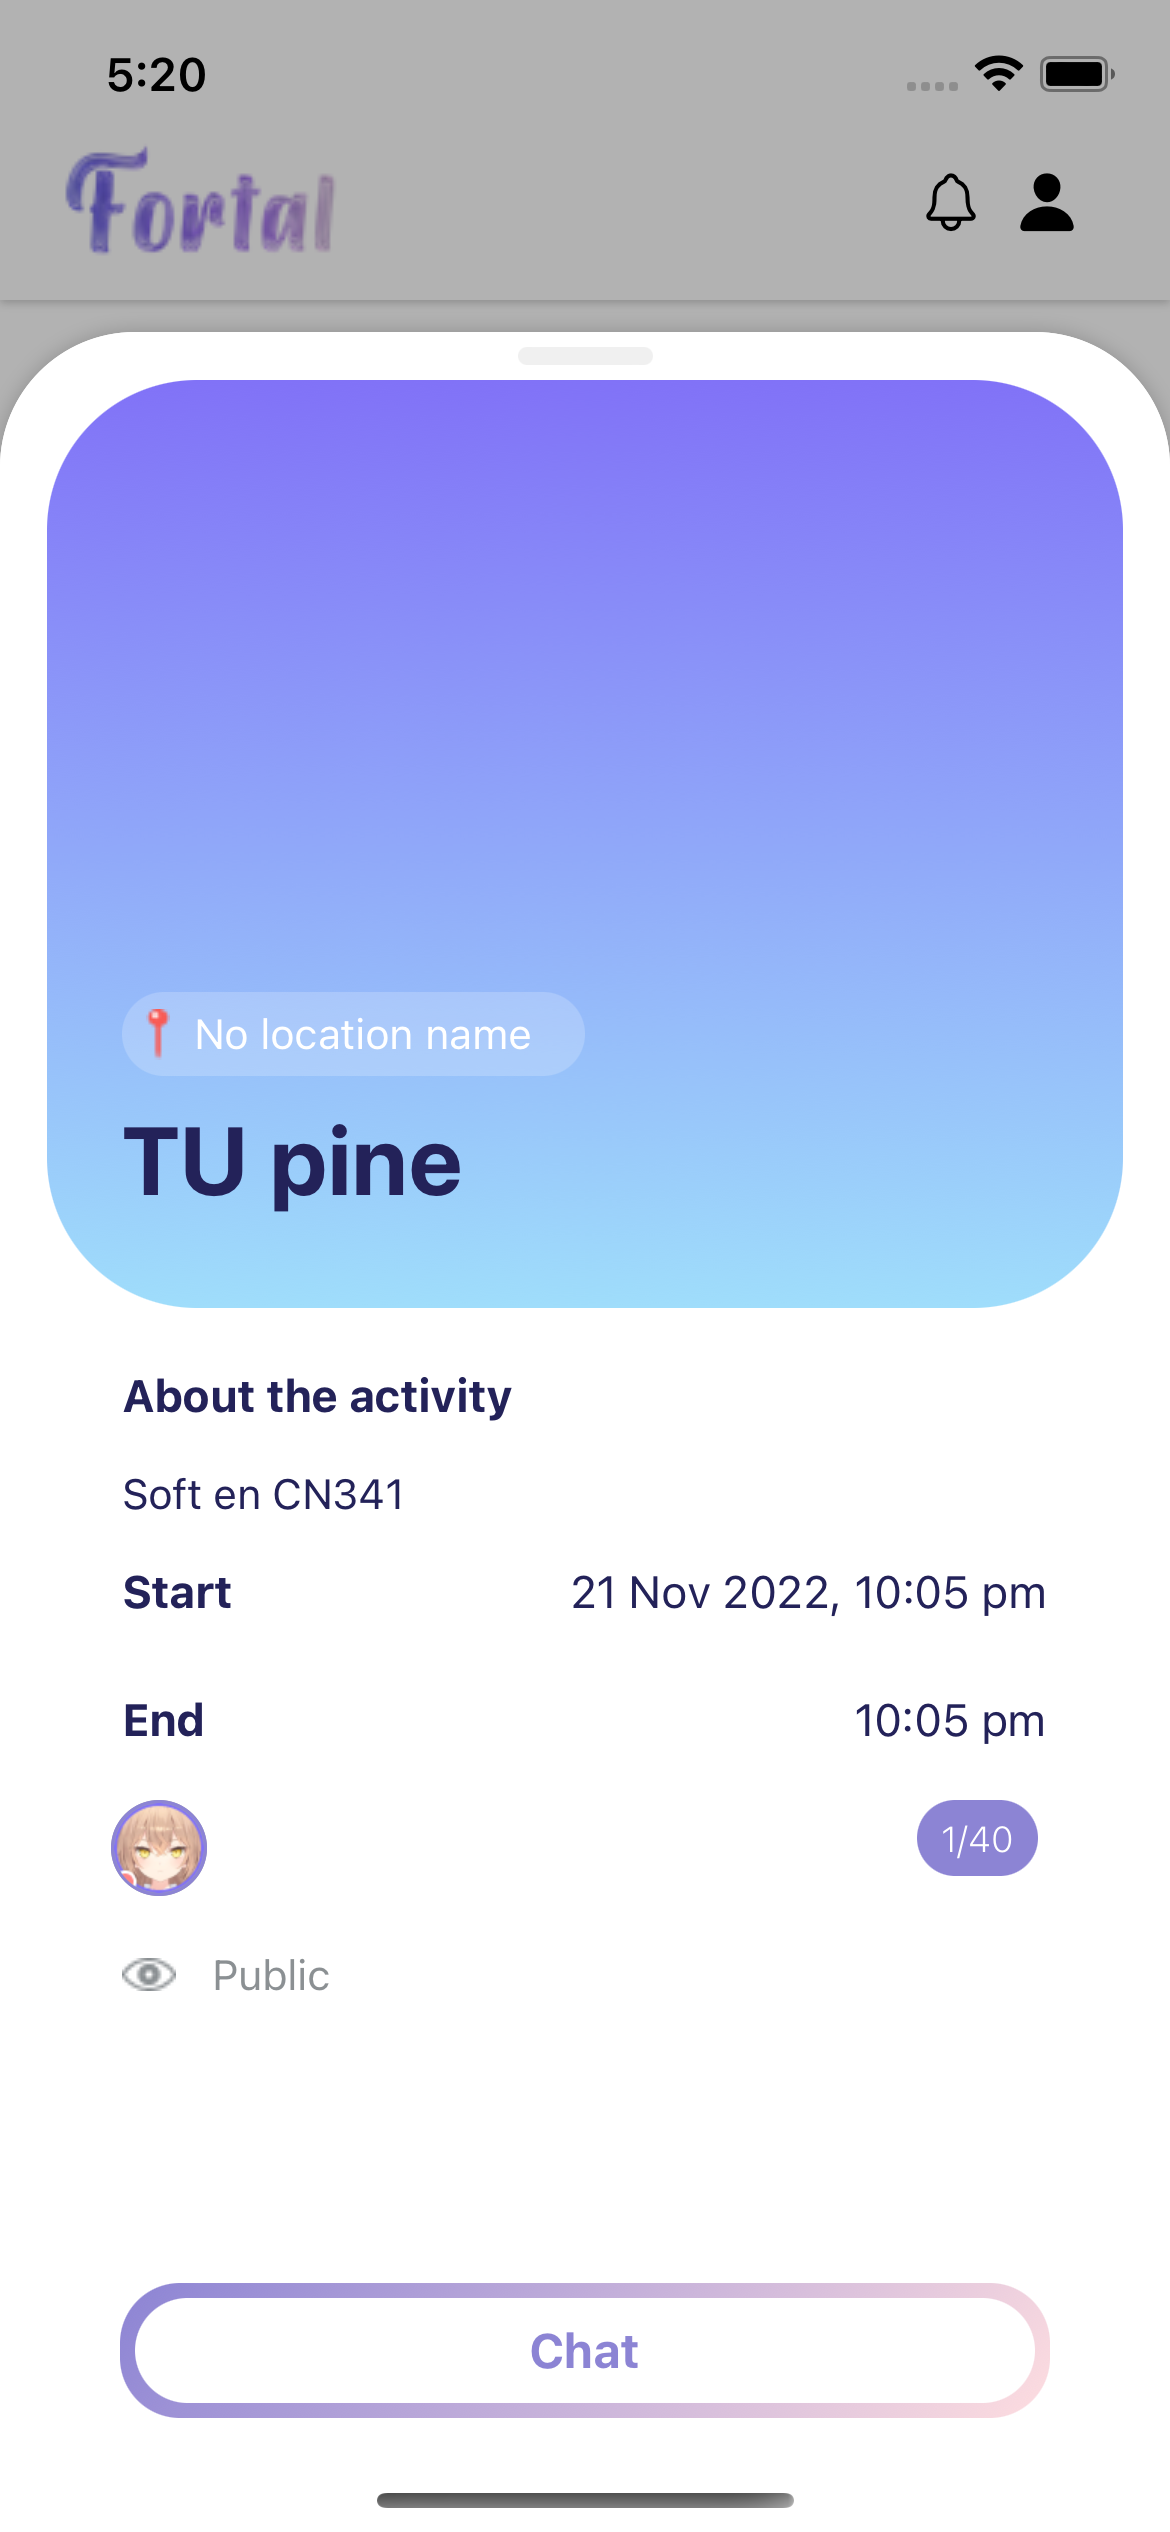 5:20
Fortal
No location name
TU pine
About the activity
Soft en CN341
Start 21 Nov 2022, 10:05 pm
End 10:05 pm
1/40
Public
Chat